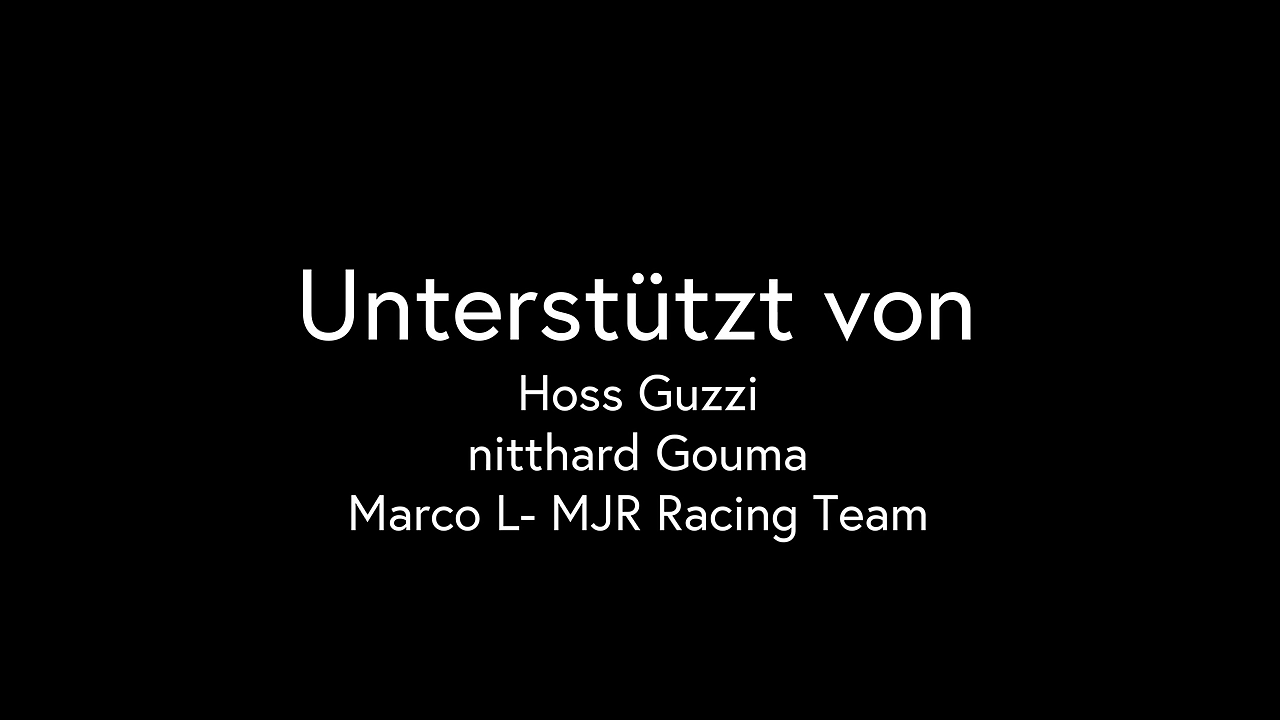 Unterstützt von
Hoss Guzzi
nitthard Gouma
Marco L- MJR Racing Team